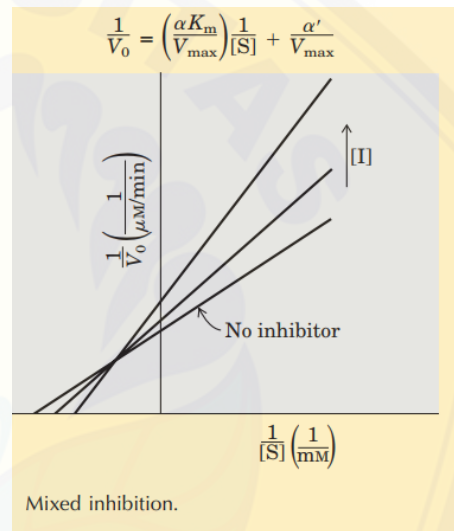 1/V₀ = (αKₘ/Vmax) 1/[S] + α′/Vmax
1/V₀ (1/μM/min)
[I]
No inhibitor
1/[S] (1/mM)
Mixed inhibition.